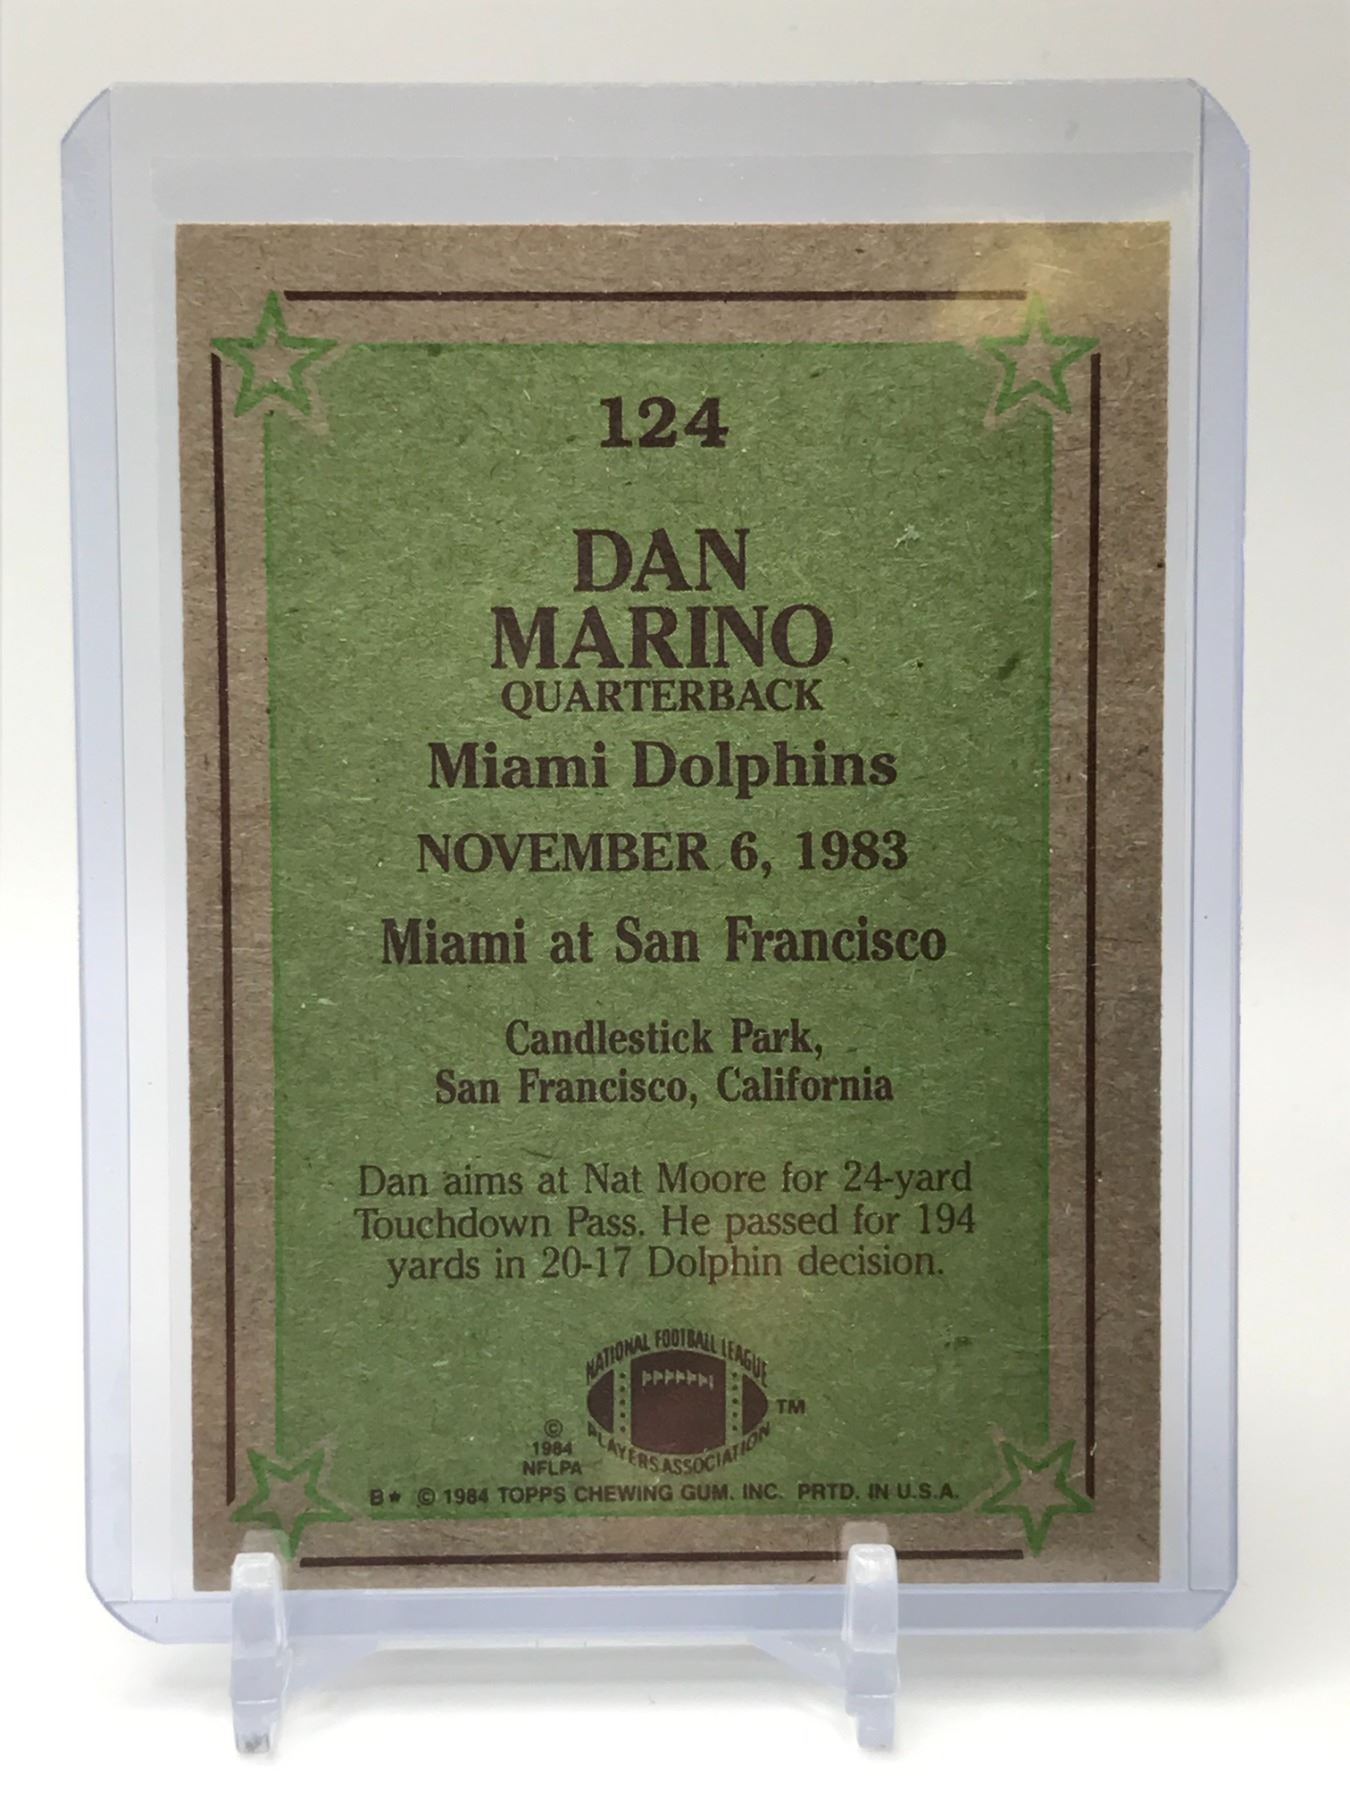 124
DAN
MARINO
QUARTERBACK
Miami Dolphins
NOVEMBER 6, 1983
Miami at San Francisco
Candlestick Park,
San Francisco, California
Dan aims at Nat Moore for 24-yard
Touchdown Pass. He passed for 194
yards in 20-17 Dolphin decision.
NATIONAL FOOTBALL LEAGUE
PLAYERS ASSOCIATION
TM
©
1984
NFLPA
B★ © 1984 TOPPS CHEWING GUM. INC. PRTD. IN U.S.A.